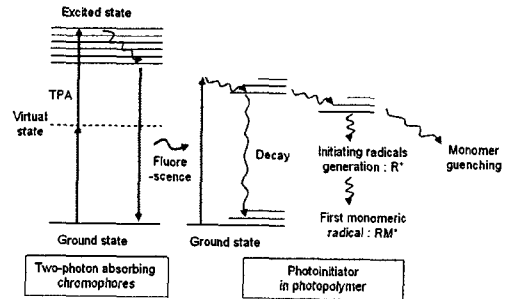 Excited state
TPA
Virtual
state
Fluore
-scence
Ground state
Two-photon absorbing
chromophores
Decay
Ground state
Initiating radicals
generation : R*
First monomeric
radical : RM*
Monomer
guenching
Photoinitiator
in photopolymer